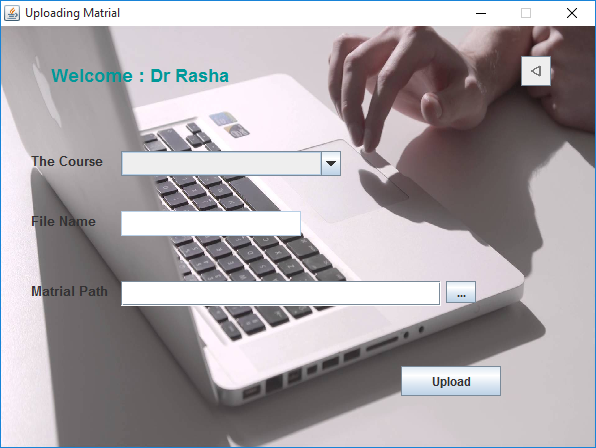 Uploading Matrial
Welcome : Dr Rasha
The Course
File Name
Matrial Path
...
Upload